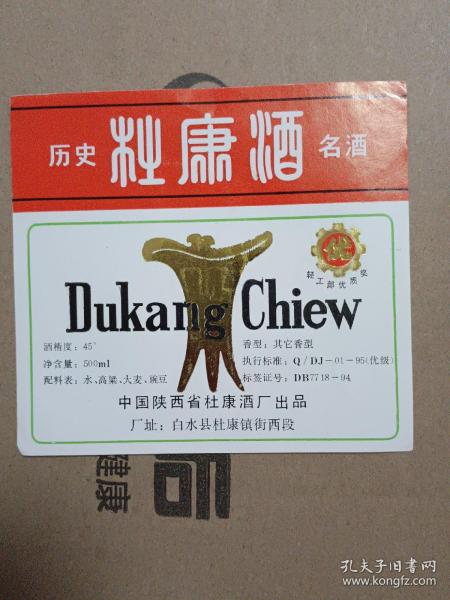 历史 杜康酒 名酒
优
轻工部优质奖
Dukang Chiew
酒精度：45°
净含量：500ml
配料表：水、高粱、大麦、豌豆
香型：其它香型
执行标准：Q/DJ-01-95(优级)
标签证号：DB7718-94
中国陕西省杜康酒厂出品
厂址：白水县杜康镇街西段
健康
孔夫子旧书网
www.kongfz.com